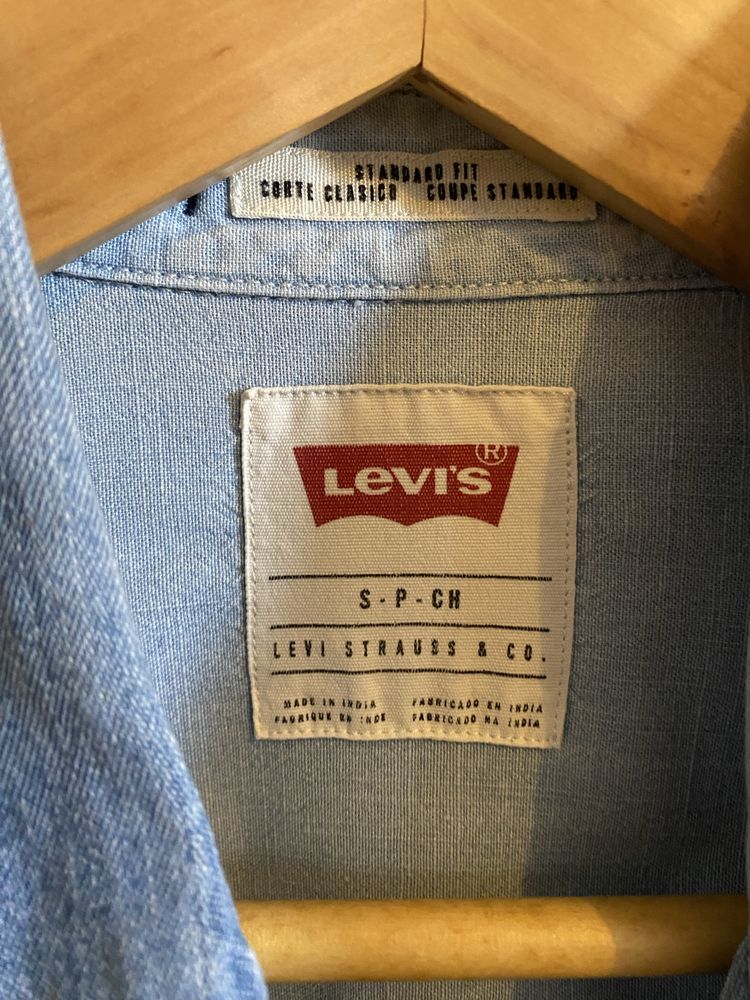 STANDARD FIT
CORTE CLASICO COUPE STANDARD
LEVI'S®
S-P-CH
LEVI STRAUSS & CO.
MADE IN INDIA FABRICADO EN INDIA
FABRIQUE EN INDE FABRICADO NA INDIA